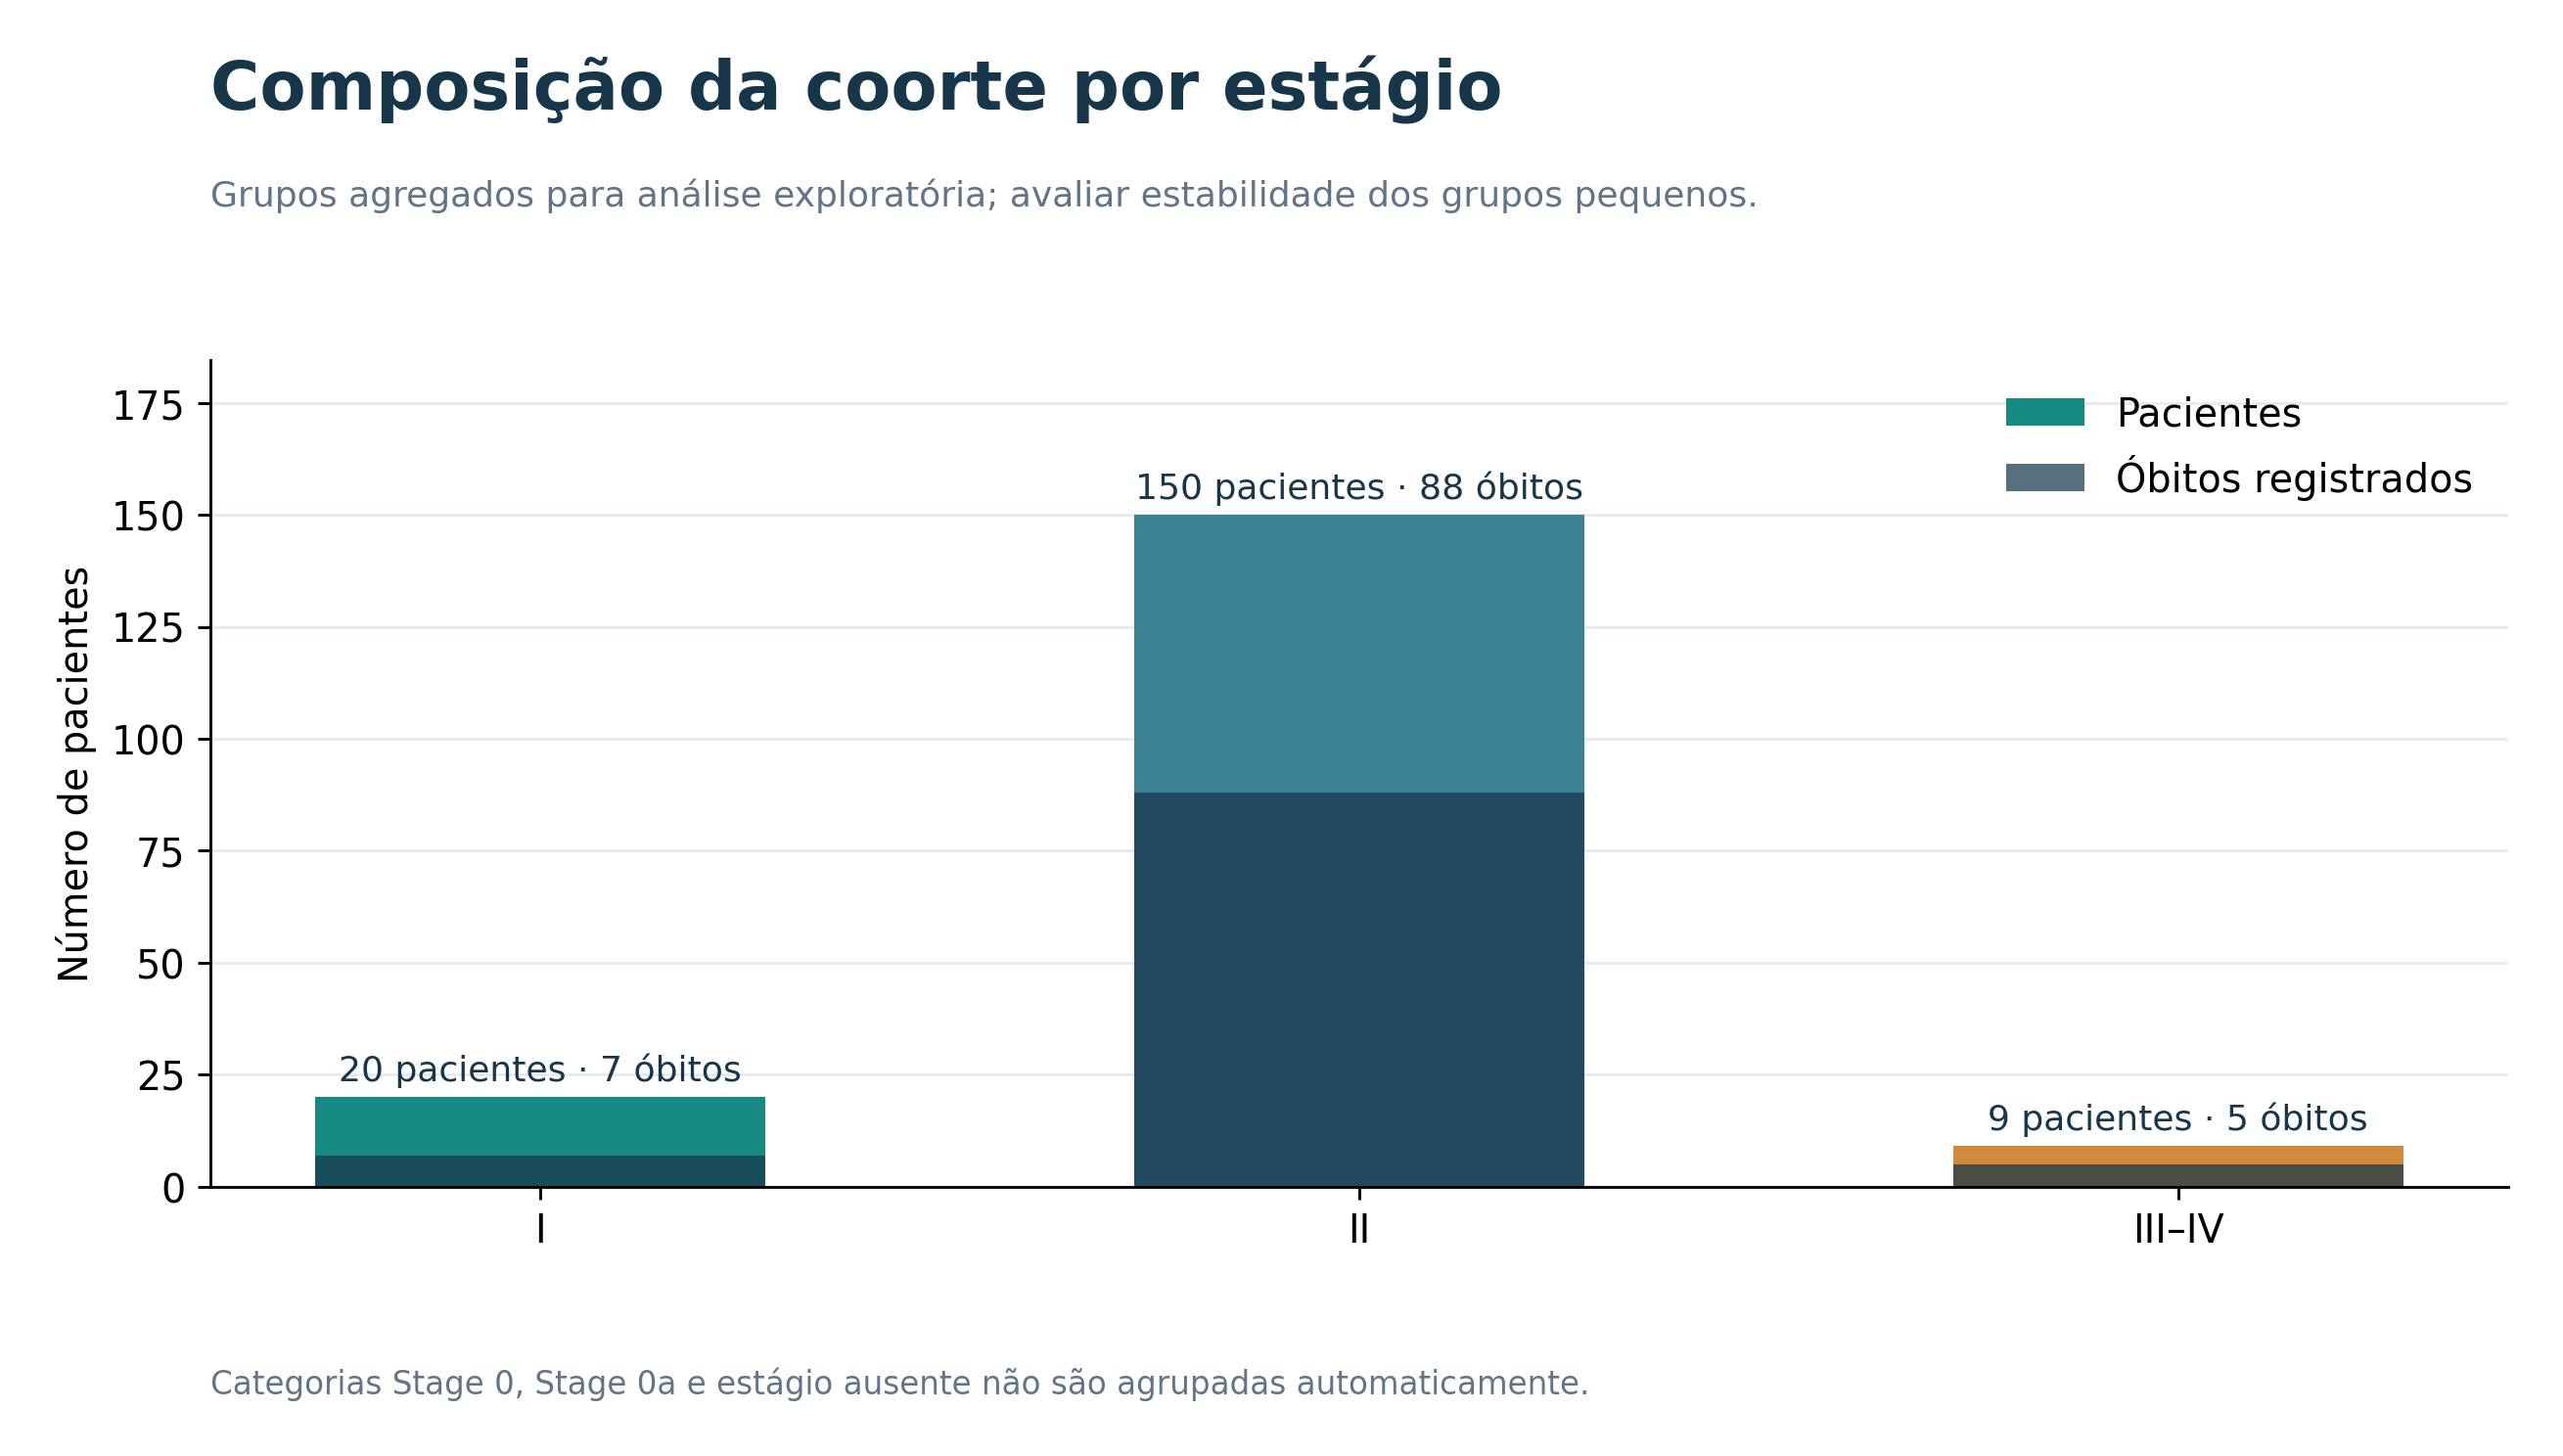 Composição da coorte por estágio
Grupos agregados para análise exploratória; avaliar estabilidade dos grupos pequenos.
Número de pacientes
175
150
125
100
75
50
25
0
Pacientes
Óbitos registrados
20 pacientes · 7 óbitos
150 pacientes · 88 óbitos
9 pacientes · 5 óbitos
I
II
III–IV
Categorias Stage 0, Stage 0a e estágio ausente não são agrupadas automaticamente.